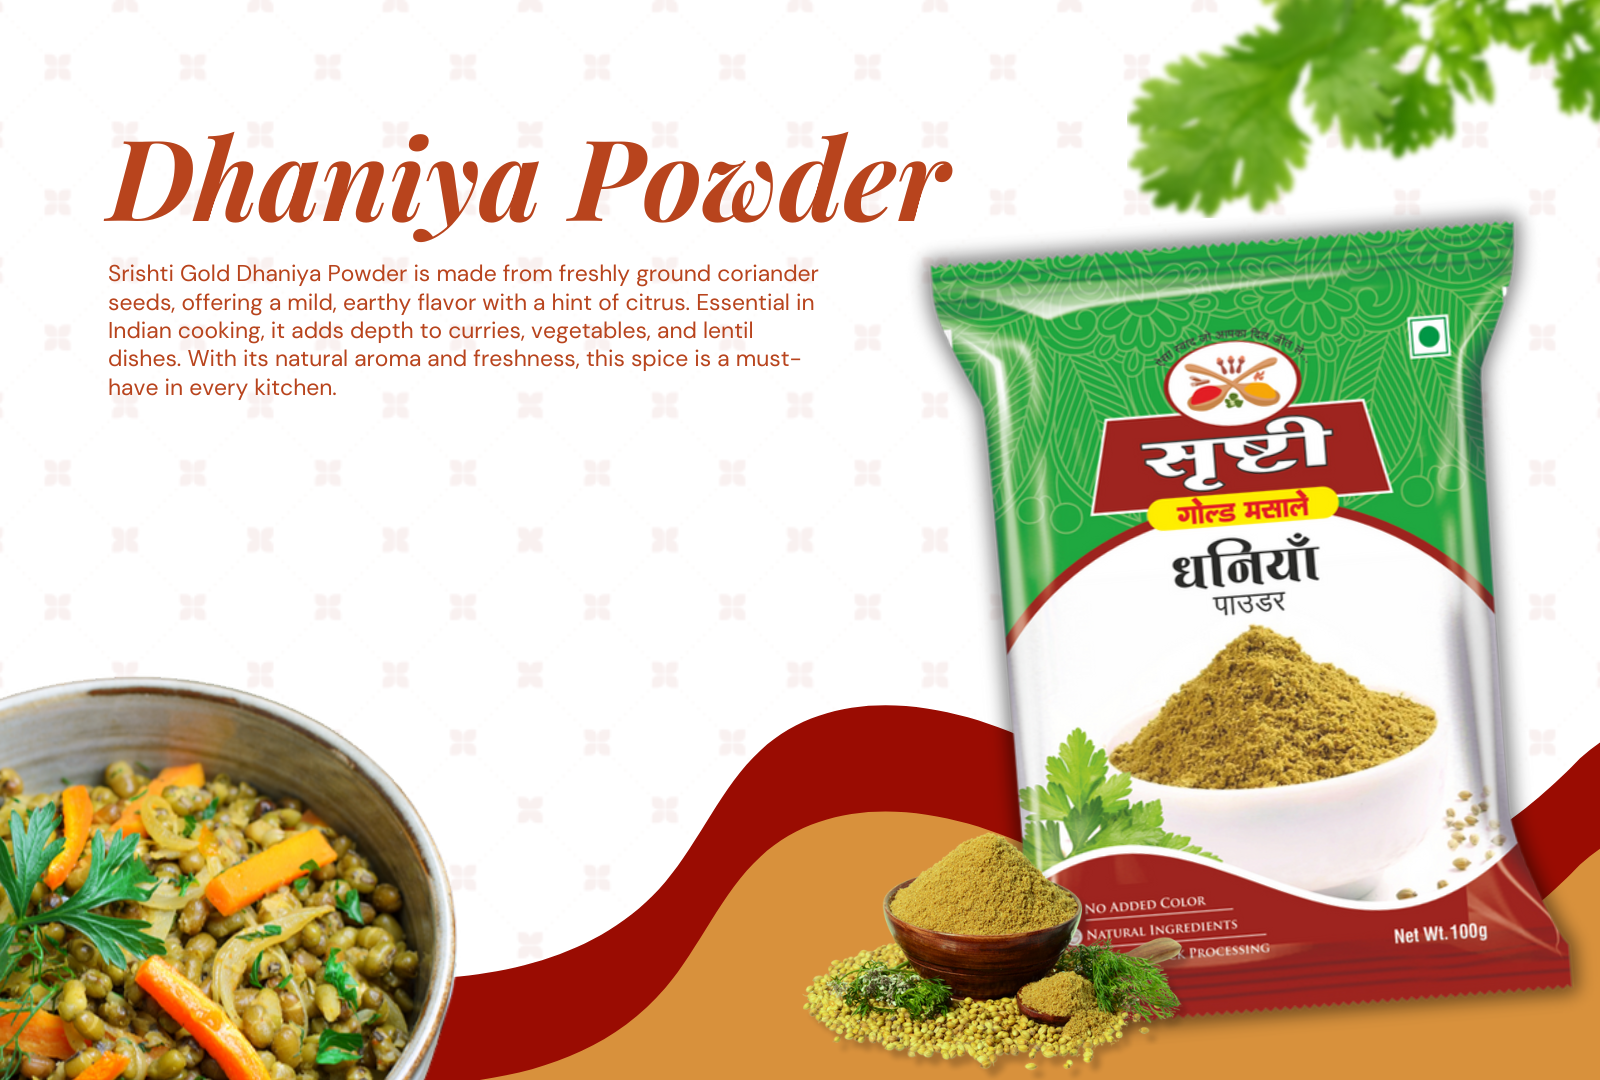 Dhaniya Powder
Srishti Gold Dhaniya Powder is made from freshly ground coriander
seeds, offering a mild, earthy flavor with a hint of citrus. Essential in
Indian cooking, it adds depth to curries, vegetables, and lentil
dishes. With its natural aroma and freshness, this spice is a must-
have in every kitchen.
ऐसा स्वाद जो आपका दिल जीत ले...
सृष्टी
गोल्ड मसाले
धनियाँ
पाउडर
NO ADDED COLOR
NATURAL INGREDIENTS
PROCESSING
Net Wt. 100g